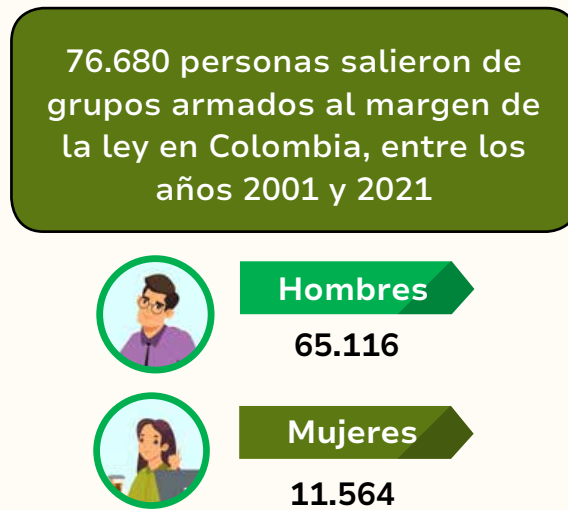 76.680 personas salieron de
grupos armados al margen de
la ley en Colombia, entre los
años 2001 y 2021
Hombres
65.116
Mujeres
11.564